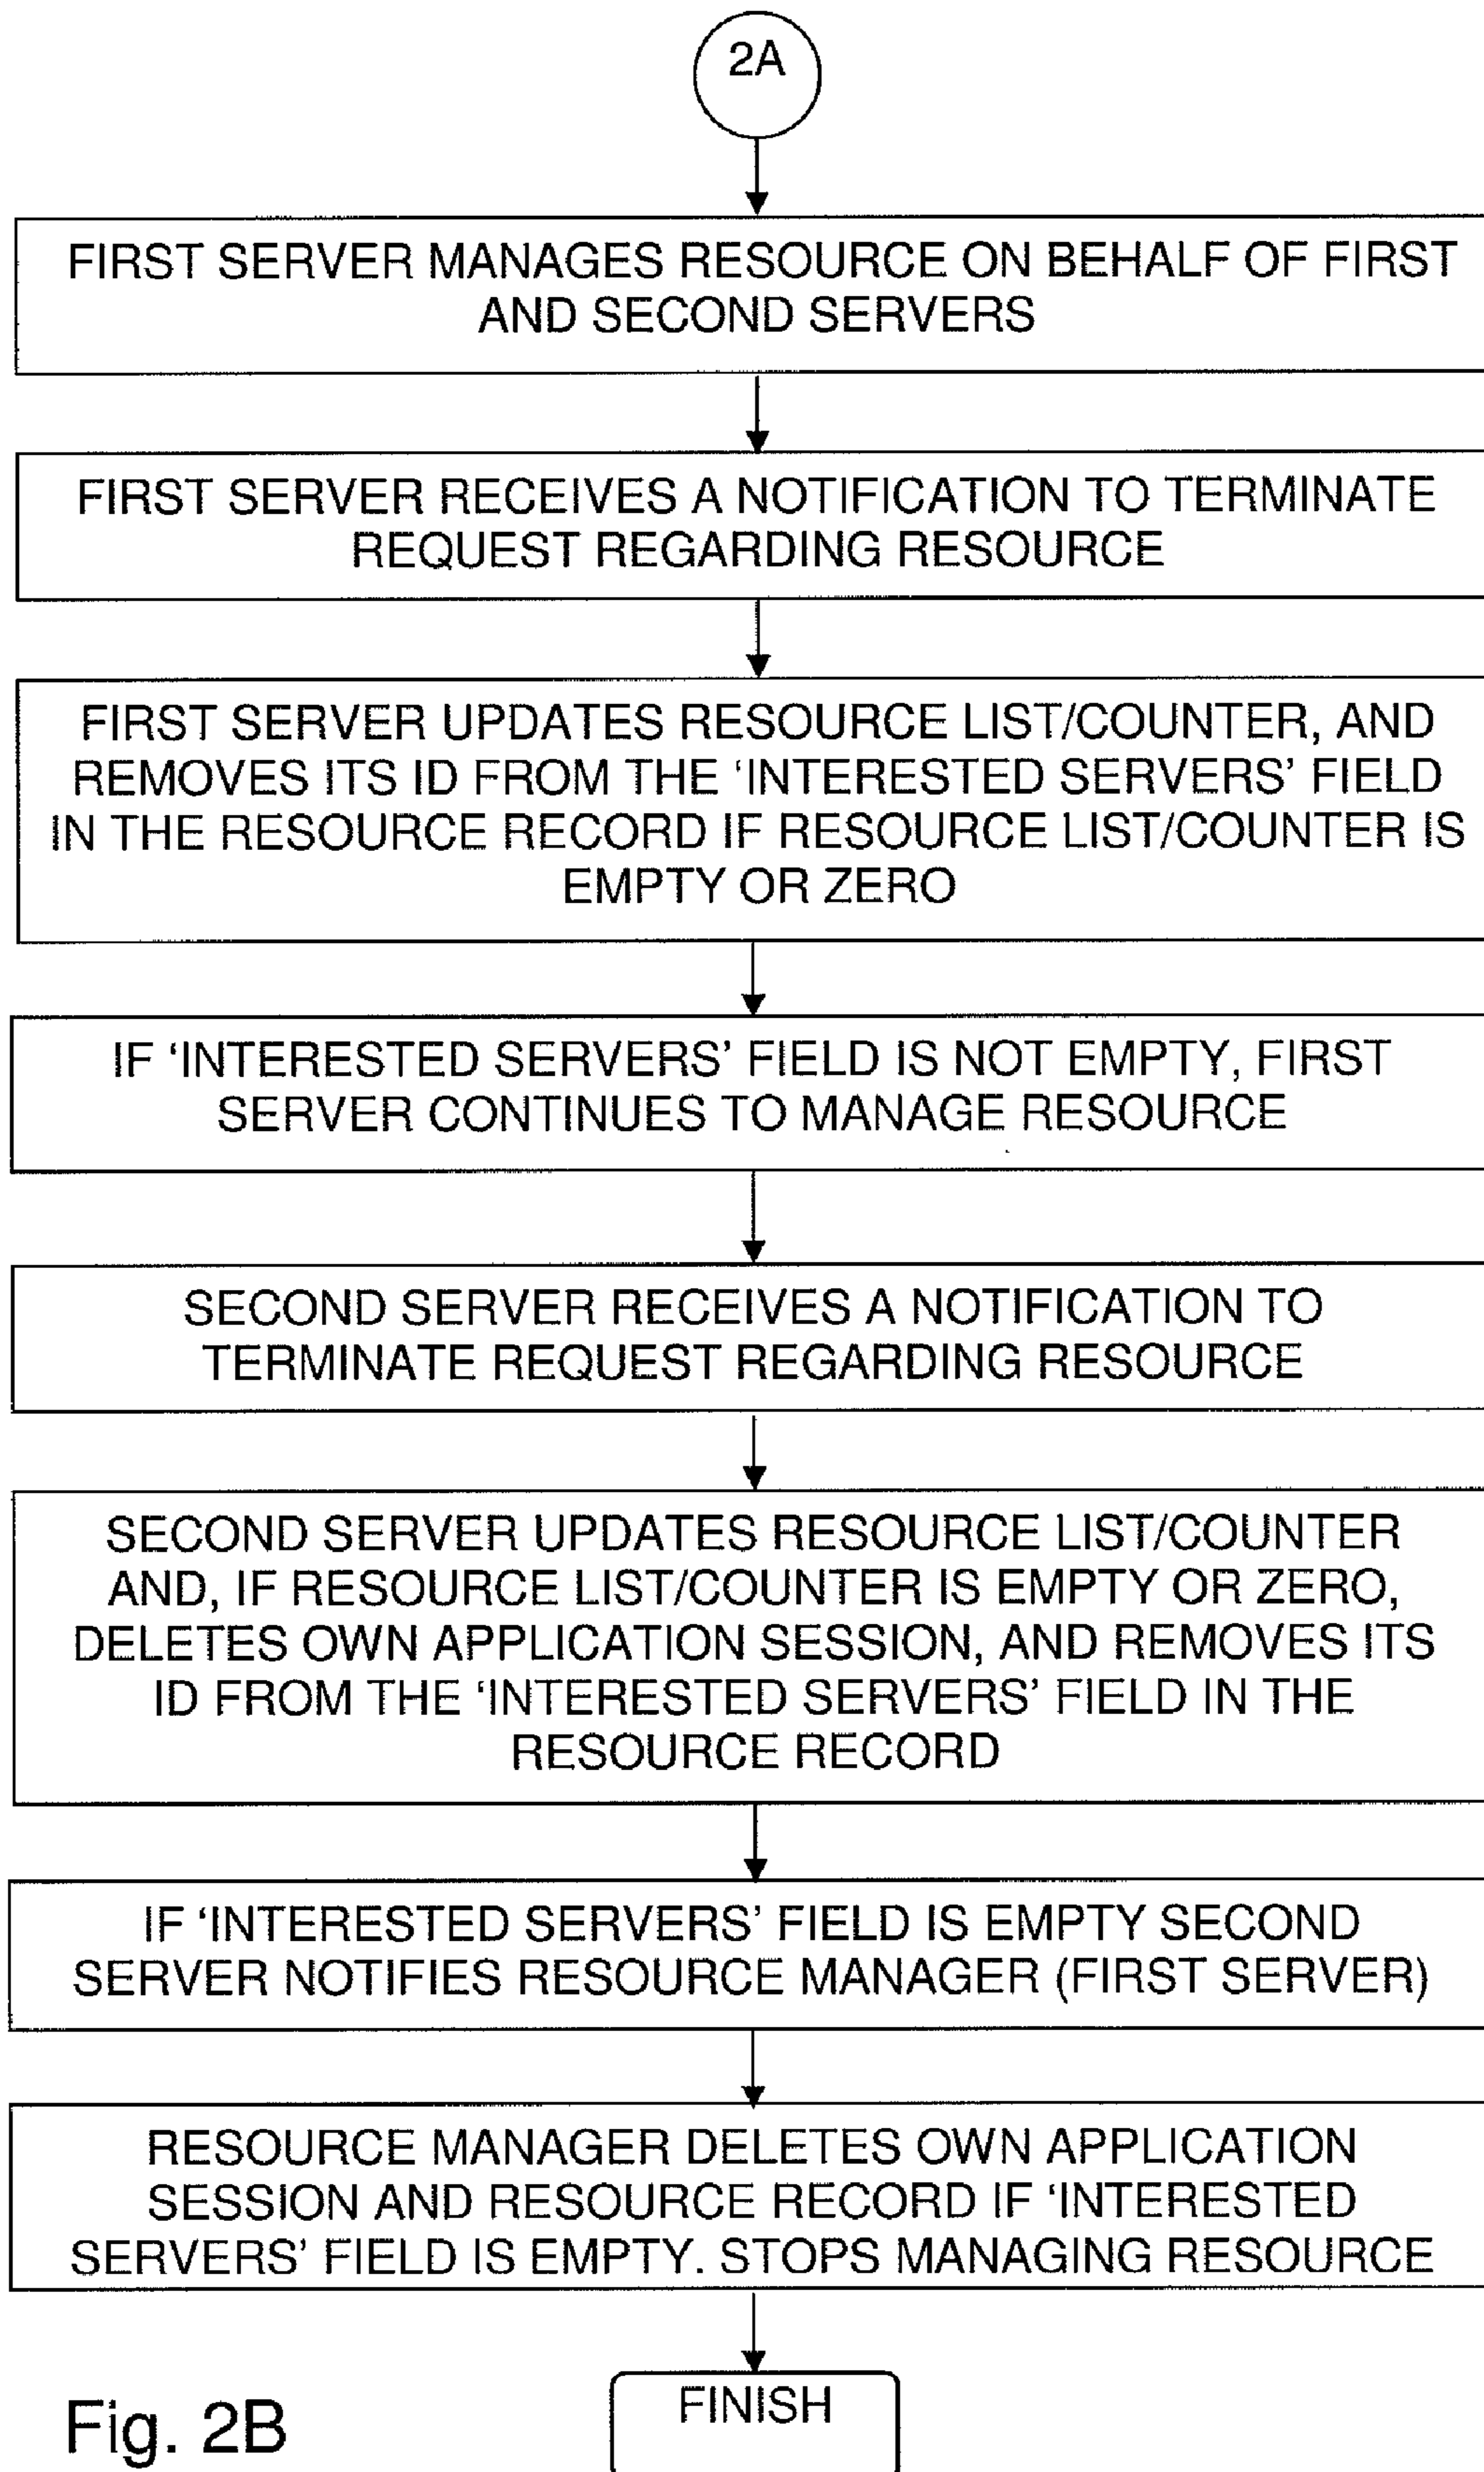 2A
FIRST SERVER MANAGES RESOURCE ON BEHALF OF FIRST
AND SECOND SERVERS
FIRST SERVER RECEIVES A NOTIFICATION TO TERMINATE
REQUEST REGARDING RESOURCE
FIRST SERVER UPDATES RESOURCE LIST/COUNTER, AND
REMOVES ITS ID FROM THE ‘INTERESTED SERVERS’ FIELD
IN THE RESOURCE RECORD IF RESOURCE LIST/COUNTER IS
EMPTY OR ZERO
IF ‘INTERESTED SERVERS’ FIELD IS NOT EMPTY, FIRST
SERVER CONTINUES TO MANAGE RESOURCE
SECOND SERVER RECEIVES A NOTIFICATION TO
TERMINATE REQUEST REGARDING RESOURCE
SECOND SERVER UPDATES RESOURCE LIST/COUNTER
AND, IF RESOURCE LIST/COUNTER IS EMPTY OR ZERO,
DELETES OWN APPLICATION SESSION, AND REMOVES ITS
ID FROM THE ‘INTERESTED SERVERS’ FIELD IN THE
RESOURCE RECORD
IF ‘INTERESTED SERVERS’ FIELD IS EMPTY SECOND
SERVER NOTIFIES RESOURCE MANAGER (FIRST SERVER)
RESOURCE MANAGER DELETES OWN APPLICATION
SESSION AND RESOURCE RECORD IF ‘INTERESTED
SERVERS’ FIELD IS EMPTY. STOPS MANAGING RESOURCE
FINISH
Fig. 2B